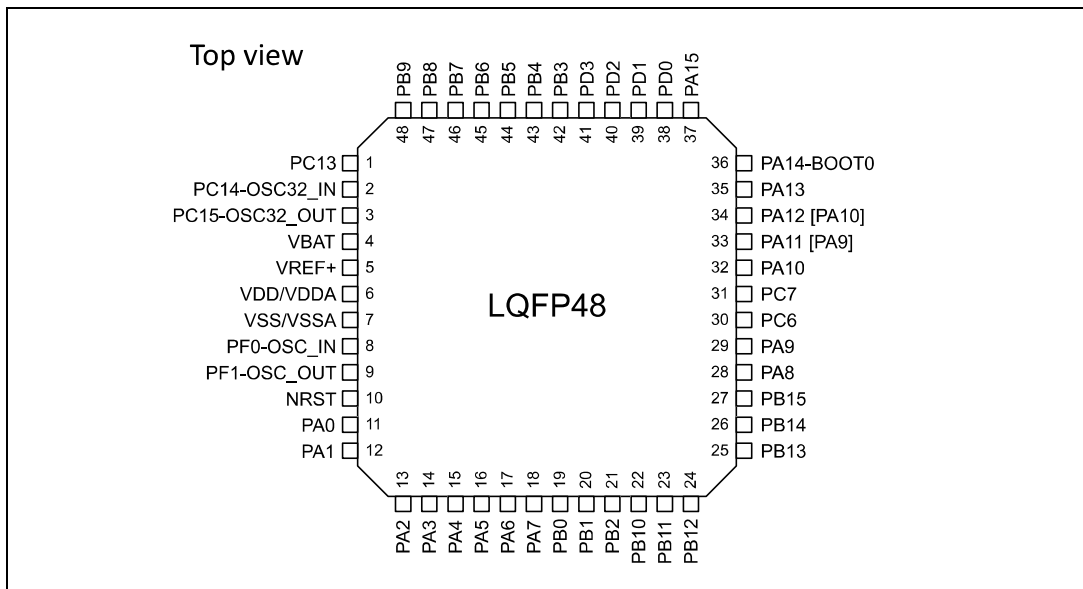 Top view
PB9 PB8 PB7 PB6 PB5 PB4 PB3 PD3 PD2 PD1 PD0 PA15
48 47 46 45 44 43 42 41 40 39 38 37
PC13 1 36 PA14-BOOT0
PC14-OSC32_IN 2 35 PA13
PC15-OSC32_OUT 3 34 PA12 [PA10]
VBAT 4 33 PA11 [PA9]
VREF+ 5 32 PA10
VDD/VDDA 6 31 PC7
LQFP48
VSS/VSSA 7 30 PC6
PF0-OSC_IN 8 29 PA9
PF1-OSC_OUT 9 28 PA8
NRST 10 27 PB15
PA0 11 26 PB14
PA1 12 25 PB13
13 14 15 16 17 18 19 20 21 22 23 24
PA2 PA3 PA4 PA5 PA6 PA7 PB0 PB1 PB2 PB10 PB11 PB12